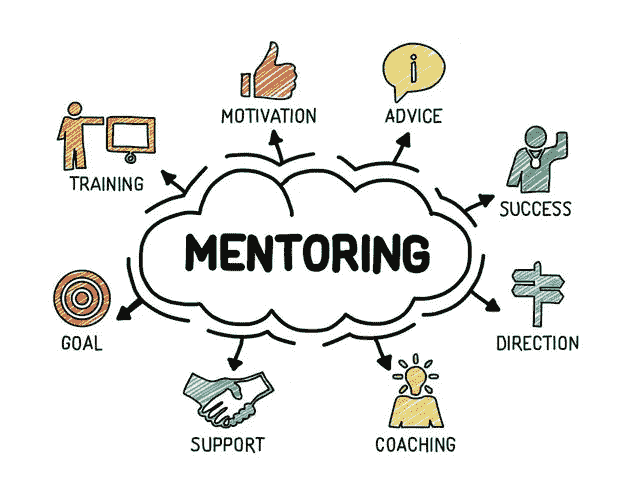 MOTIVATION
ADVICE
TRAINING
SUCCESS
MENTORING
GOAL
DIRECTION
SUPPORT
COACHING